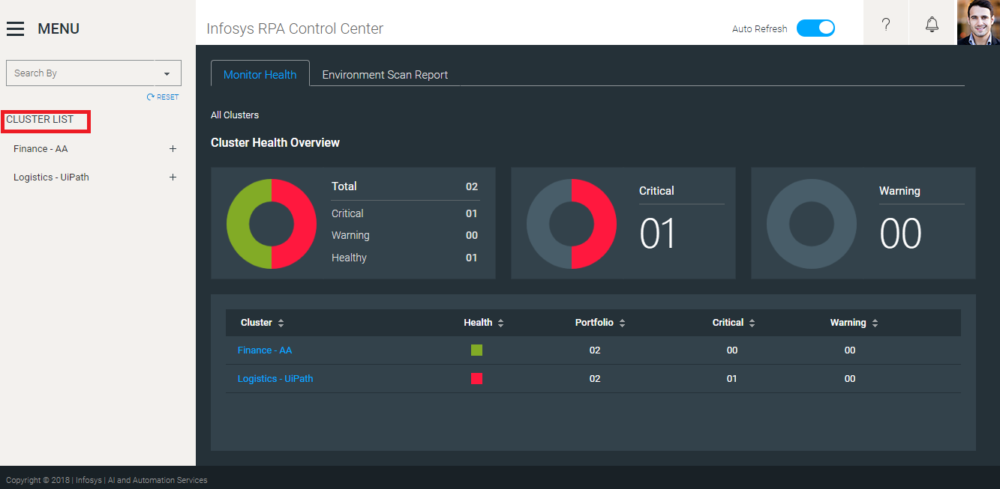 MENU
Infosys RPA Control Center
Auto Refresh
?
Search By
RESET
CLUSTER LIST
Finance - AA +
Logistics - UiPath +
Monitor Health
Environment Scan Report
All Clusters
Cluster Health Overview
Total 02
Critical 01
Warning 00
Healthy 01
Critical
01
Warning
00
Cluster Health Portfolio Critical Warning
Finance - AA 02 00 00
Logistics - UiPath 02 01 00
Copyright © 2018 | Infosys | AI and Automation Services